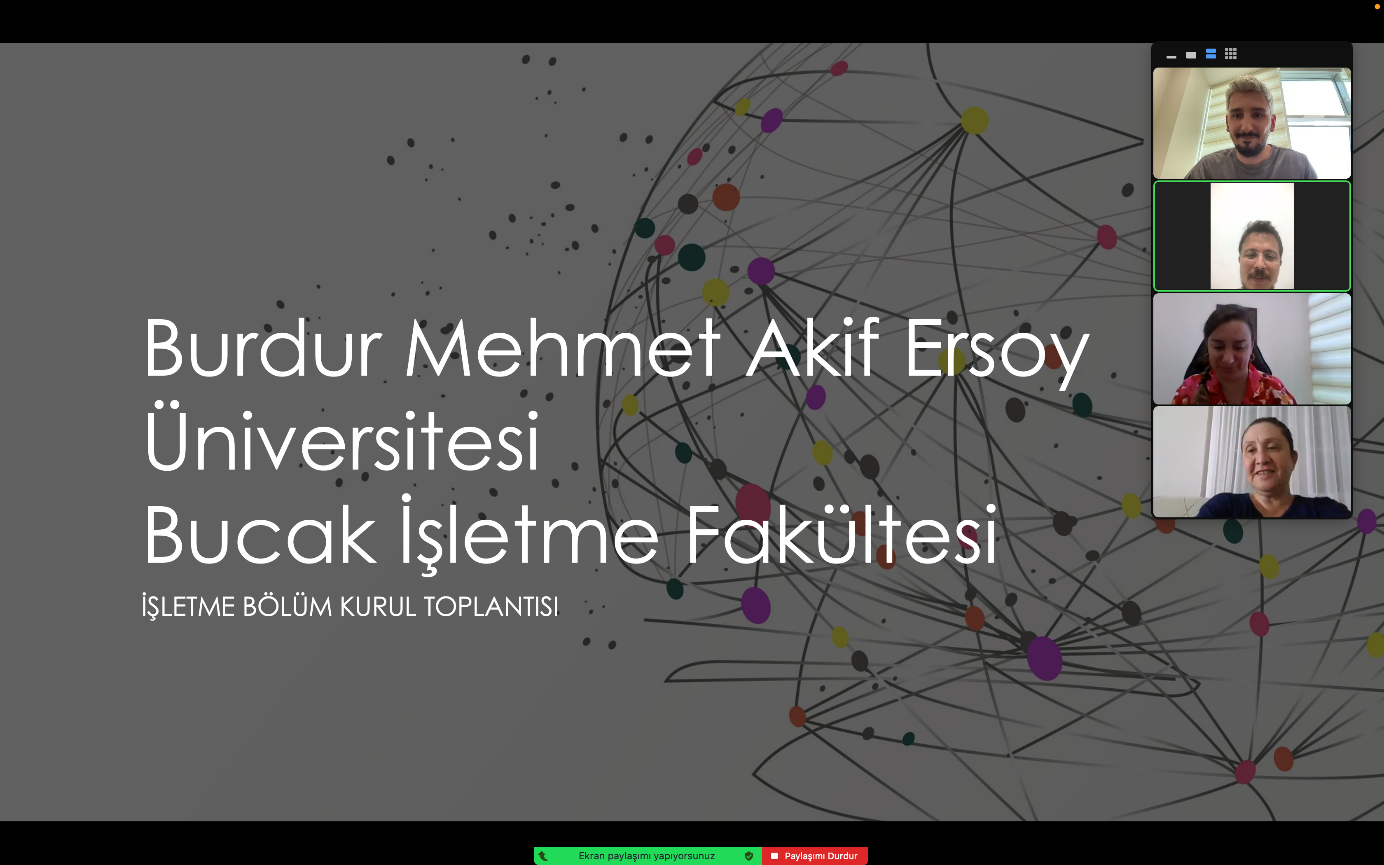 Burdur Mehmet Akif Ersoy
Üniversitesi
Bucak İşletme Fakültesi
İŞLETME BÖLÜM KURUL TOPLANTISI
Ekran paylaşımı yapıyorsunuz
Paylaşımı Durdur